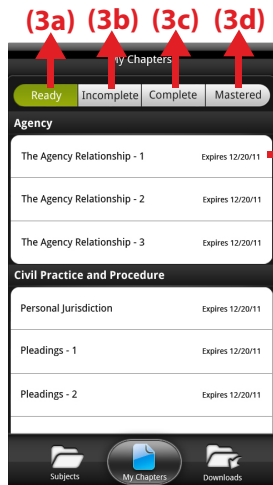 (3a) (3b) (3c) (3d)
My Chapters
Ready Incomplete Complete Mastered
Agency
The Agency Relationship - 1 Expires 12/20/11
The Agency Relationship - 2 Expires 12/20/11
The Agency Relationship - 3 Expires 12/20/11
Civil Practice and Procedure
Personal Jurisdiction Expires 12/20/11
Pleadings - 1 Expires 12/20/11
Pleadings - 2 Expires 12/20/11
Subjects My Chapters Downloads